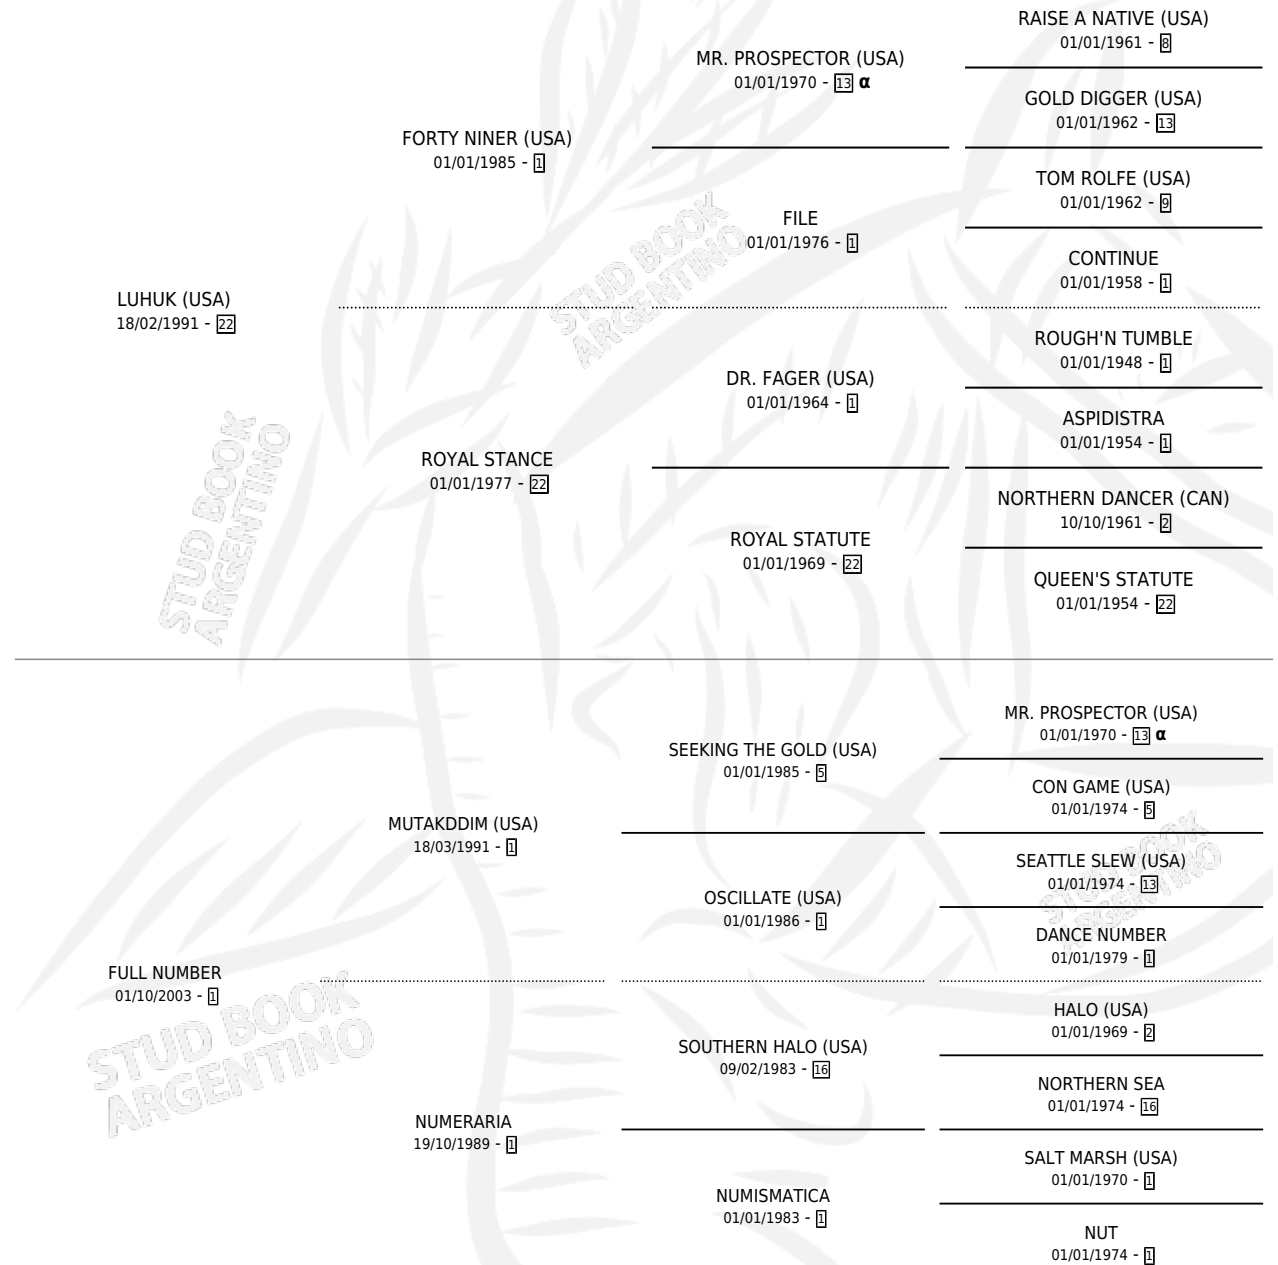 RAISE A NATIVE (USA)
01/01/1961 - 8
MR. PROSPECTOR (USA)
01/01/1970 - 13 α
GOLD DIGGER (USA)
01/01/1962 - 13
FORTY NINER (USA)
01/01/1985 - 1
TOM ROLFE (USA)
01/01/1962 - 9
FILE
01/01/1976 - 1
CONTINUE
01/01/1958 - 1
LUHUK (USA)
18/02/1991 - 22
STUD BOOK
ARGENTINO
ROUGH'N TUMBLE
01/01/1948 - 1
DR. FAGER (USA)
01/01/1964 - 1
ASPIDISTRA
01/01/1954 - 1
ROYAL STANCE
01/01/1977 - 22
NORTHERN DANCER (CAN)
10/10/1961 - 2
ROYAL STATUTE
01/01/1969 - 22
QUEEN'S STATUTE
01/01/1954 - 22
STUD BOOK
ARGENTINO
MR. PROSPECTOR (USA)
01/01/1970 - 13 α
SEEKING THE GOLD (USA)
01/01/1985 - 5
CON GAME (USA)
01/01/1974 - 5
MUTAKDDIM (USA)
18/03/1991 - 1
SEATTLE SLEW (USA)
01/01/1974 - 13
STUD BOOK
ARGENTINO
OSCILLATE (USA)
01/01/1986 - 1
DANCE NUMBER
01/01/1979 - 1
FULL NUMBER
01/10/2003 - 1
STUD BOOK
ARGENTINO
HALO (USA)
01/01/1969 - 2
SOUTHERN HALO (USA)
09/02/1983 - 16
NORTHERN SEA
01/01/1974 - 16
NUMERARIA
19/10/1989 - 1
SALT MARSH (USA)
01/01/1970 - 1
NUMISMATICA
01/01/1983 - 1
NUT
01/01/1974 - 1